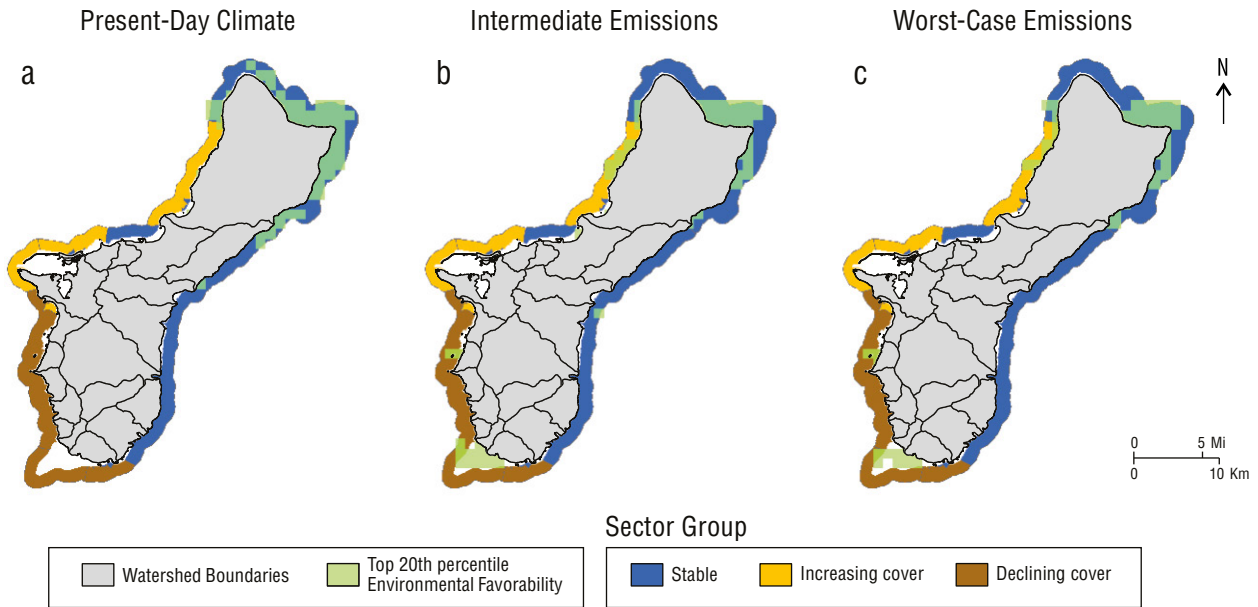 Present-Day Climate
Intermediate Emissions
Worst-Case Emissions
a
b
c
N
0 5 Mi
0 10 Km
Sector Group
Watershed Boundaries
Top 20th percentile
Environmental Favorability
Stable
Increasing cover
Declining cover